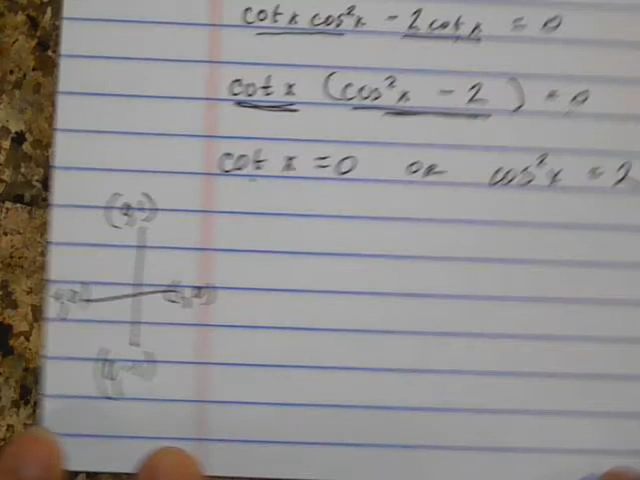 cot x cos²x - 2 cot x = 0
cot x (cos²x - 2) = 0
cot x = 0 or cos²x = 2